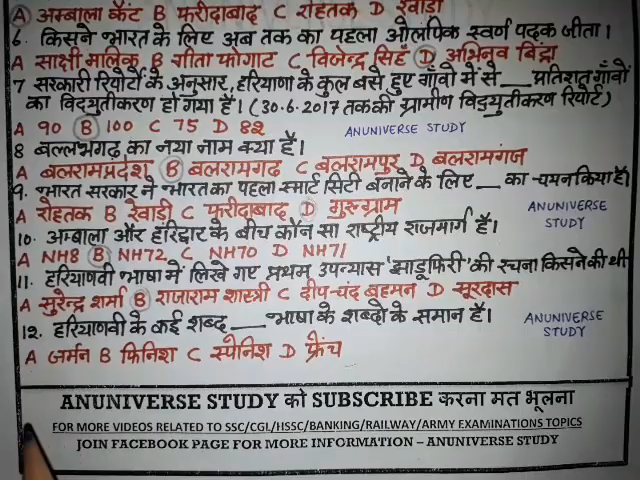 A अम्बाला कैंट B फरीदाबाद C रोहतक D रेवाड़ी
6. किसने भारत के लिए अब तक का पहला ओलंपिक स्वर्ण पदक जीता।
A साक्षी मालिक B गीता फोगाट C विजेन्द्र सिहँ D अभिनव बिंद्रा
7 सरकारी रिपोर्टों के अनुसार, हरियाणा के कुल बसे हुए गाँवों में से ___ प्रतिशत गाँवों
का विद्युतीकरण हो गया है। (30.6.2017 तक की ग्रामीण विद्युतीकरण रिपोर्ट)
A 90 B 100 C 75 D 82
ANUNIVERSE STUDY
8 बल्लभगढ़ का नया नाम क्या है।
A बलरामप्रदेश B बलरामगढ C बलरामपुर D बलरामगंज
9. भारत सरकार ने भारत का पहला स्मार्ट सिटी बनाने के लिए __ का चयन किया है।
A रोहतक B रेवाड़ी C फरीदाबाद D गुरुग्राम
ANUNIVERSE STUDY
10. अम्बाला और हरिद्वार के बीच कौन सा राष्ट्रीय राजमार्ग है।
A NH8 B NH72 C NH70 D NH71
11. हरियाणवी भाषा में लिखे गए प्रथम उपन्यास 'झाडूफिरी' की रचना किसने की थी
A सुरेन्द्र शर्मा B राजाराम शास्त्री C दीप-चंद बृहमन D सूरदास
12. हरियाणवी के कई शब्द ___ भाषा के शब्दो के समान है।
ANUNIVERSE STUDY
A जर्मन B फिनिश C स्पेनिश D फ्रेंच
ANUNIVERSE STUDY को SUBSCRIBE करना मत भूलना
FOR MORE VIDEOS RELATED TO SSC/CGL/HSSC/BANKING/RAILWAY/ARMY EXAMINATIONS TOPICS
JOIN FACEBOOK PAGE FOR MORE INFORMATION – ANUNIVERSE STUDY